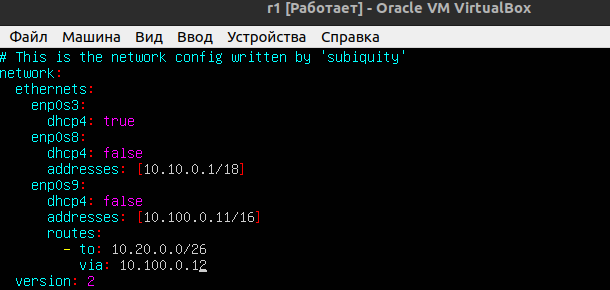 r1 [Работает] - Oracle VM VirtualBox
Файл Машина Вид Ввод Устройства Справка
# This is the network config written by 'subiquity'
network:
  ethernets:
    enp0s3:
      dhcp4: true
    enp0s8:
      dhcp4: false
      addresses: [10.10.0.1/18]
    enp0s9:
      dhcp4: false
      addresses: [10.100.0.11/16]
      routes:
        - to: 10.20.0.0/26
          via: 10.100.0.12
  version: 2